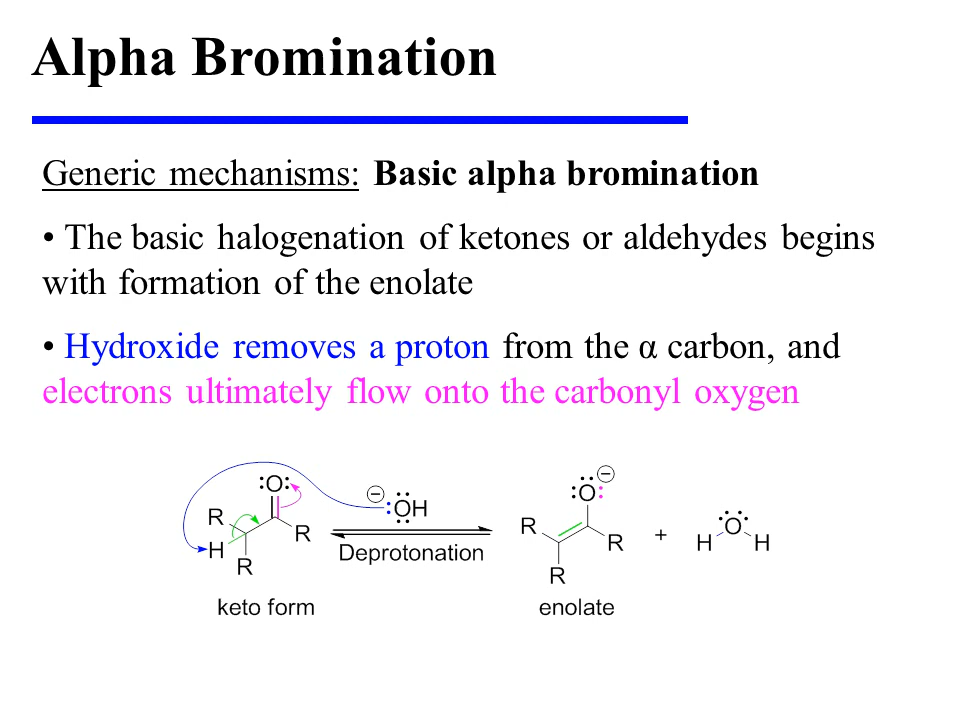 Alpha Bromination
Generic mechanisms: Basic alpha bromination
• The basic halogenation of ketones or aldehydes begins
with formation of the enolate
• Hydroxide removes a proton from the α carbon, and
electrons ultimately flow onto the carbonyl oxygen
O
R
H
R
R
keto form
− OH
Deprotonation
−
O
R
R
R
enolate
+
O
H H